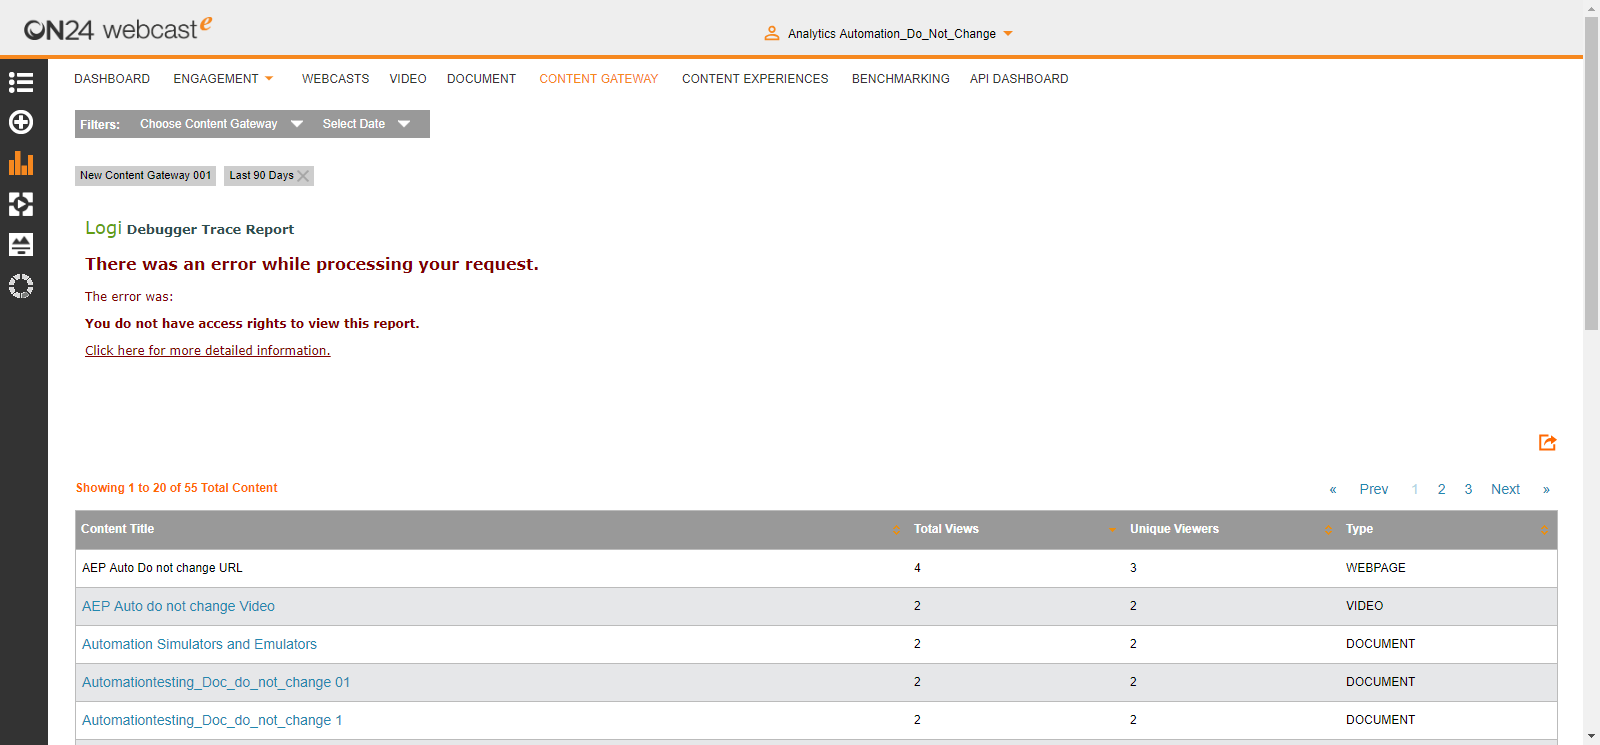 ON24 webcast e
Analytics Automation_Do_Not_Change
DASHBOARD ENGAGEMENT WEBCASTS VIDEO DOCUMENT CONTENT GATEWAY CONTENT EXPERIENCES BENCHMARKING API DASHBOARD
Filters: Choose Content Gateway Select Date
New Content Gateway 001 Last 90 Days
Logi Debugger Trace Report
There was an error while processing your request.
The error was:
You do not have access rights to view this report.
Click here for more detailed information.
Showing 1 to 20 of 55 Total Content
« Prev 1 2 3 Next »
Content Title Total Views Unique Viewers Type
AEP Auto Do not change URL 4 3 WEBPAGE
AEP Auto do not change Video 2 2 VIDEO
Automation Simulators and Emulators 2 2 DOCUMENT
Automationtesting_Doc_do_not_change 01 2 2 DOCUMENT
Automationtesting_Doc_do_not_change 1 2 2 DOCUMENT